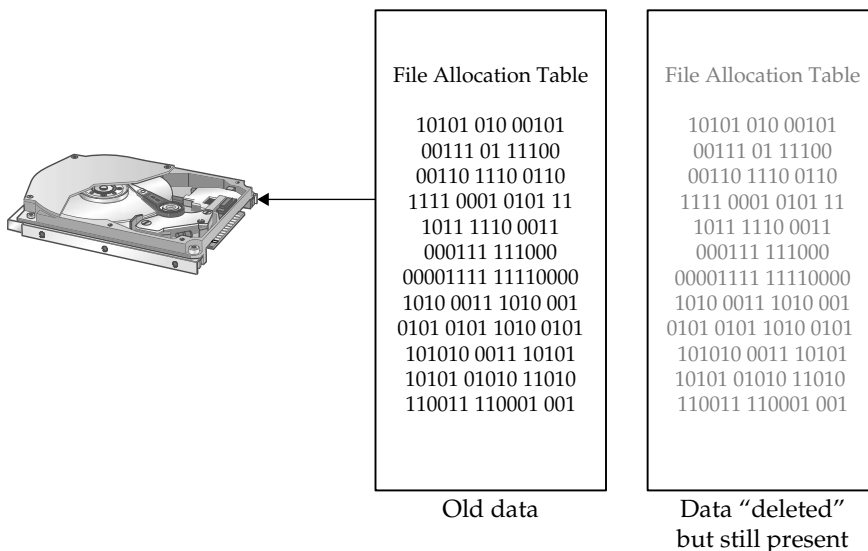 File Allocation Table
10101 010 00101
00111 01 11100
00110 1110 0110
1111 0001 0101 11
1011 1110 0011
000111 111000
00001111 11110000
1010 0011 1010 001
0101 0101 1010 0101
101010 0011 10101
10101 01010 11010
110011 110001 001
Old data
File Allocation Table
10101 010 00101
00111 01 11100
00110 1110 0110
1111 0001 0101 11
1011 1110 0011
000111 111000
00001111 11110000
1010 0011 1010 001
0101 0101 1010 0101
101010 0011 10101
10101 01010 11010
110011 110001 001
Data “deleted”
but still present